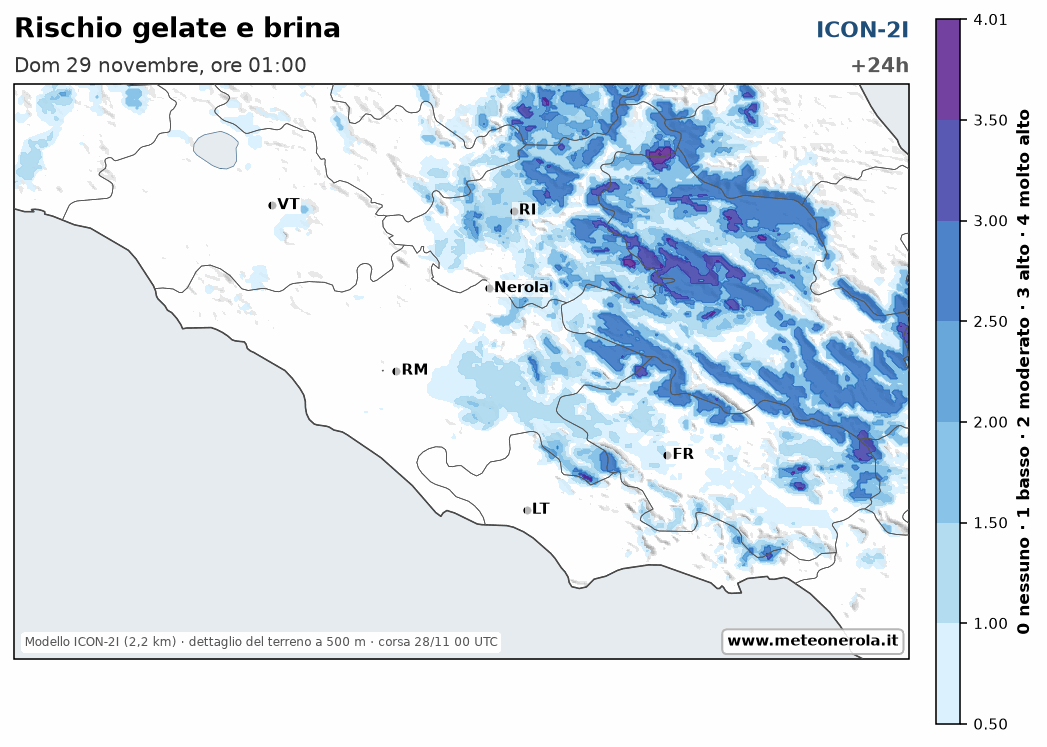 Rischio gelate e brina
ICON-2I
Dom 29 novembre, ore 01:00
+24h
4.01
3.50
3.00
2.50
2.00
1.50
1.00
0.50
0 nessuno · 1 basso · 2 moderato · 3 alto · 4 molto alto
VT
RI
Nerola
RM
FR
LT
Modello ICON-2I (2,2 km) · dettaglio del terreno a 500 m · corsa 28/11 00 UTC
www.meteonerola.it